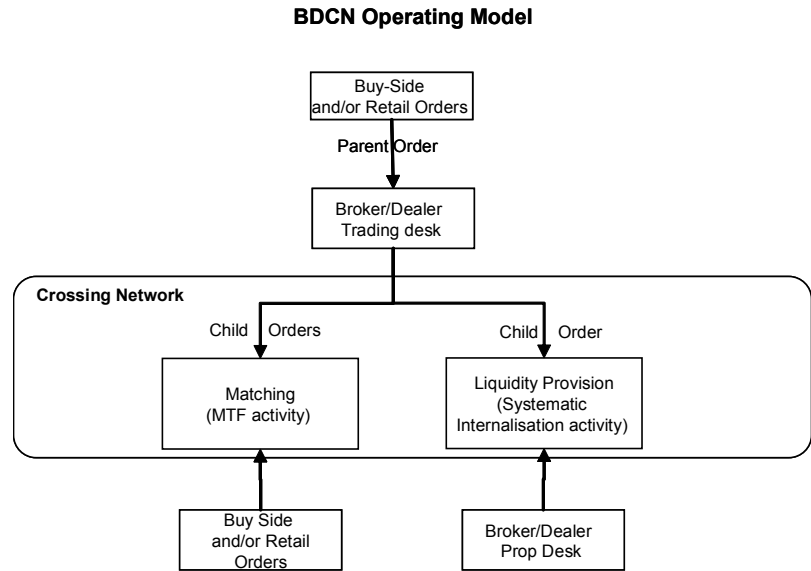 BDCN Operating Model
Buy-Side
and/or Retail Orders
Parent Order
Broker/Dealer
Trading desk
Crossing Network
Child Orders
Child Order
Matching
(MTF activity)
Liquidity Provision
(Systematic
Internalisation activity)
Buy Side
and/or Retail
Orders
Broker/Dealer
Prop Desk